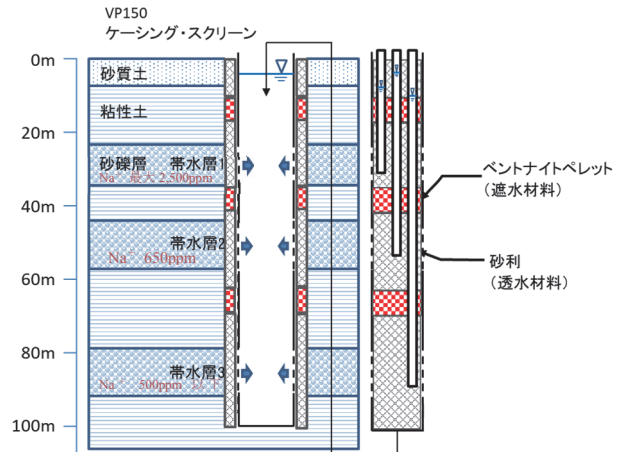 VP150
ケーシング・スクリーン
0m
砂質土
粘性土
20m
砂礫層 帯水層1
Na⁺ 最大 2,500ppm
40m
帯水層2
Na⁺ 650ppm
60m
80m
帯水層3
Na 500ppm 以下
100m
ベントナイトペレット
(遮水材料)
砂利
(透水材料)